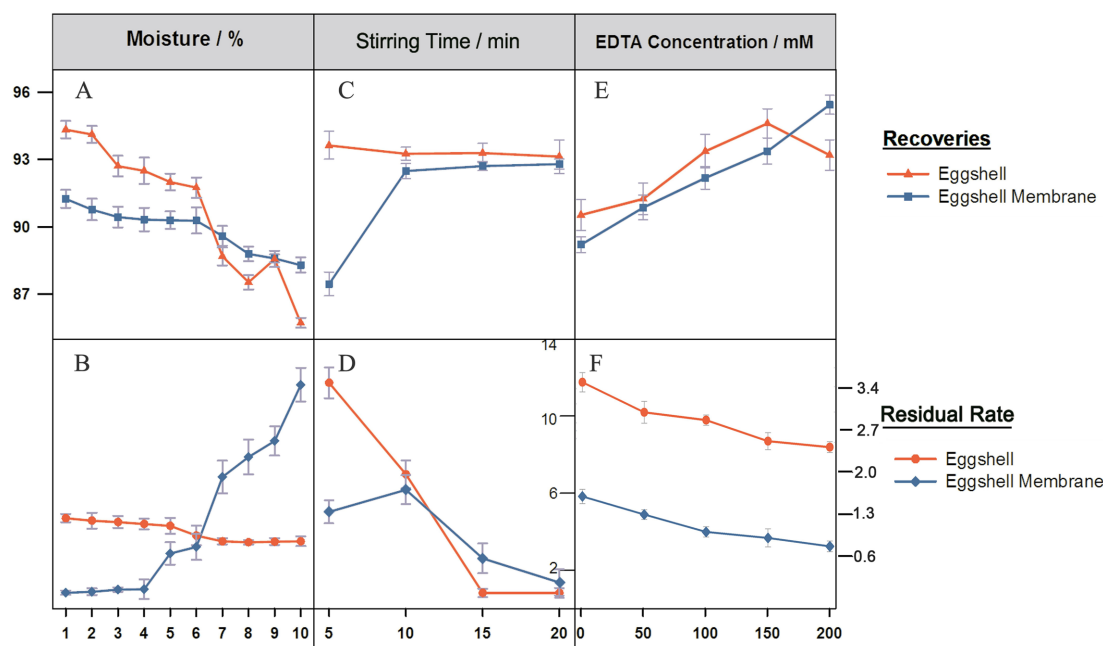 Moisture / %
Stirring Time / min
EDTA Concentration / mM
A
C
E
96
93
90
87
Recoveries
Eggshell
Eggshell Membrane
B
D
F
14
10
6
2
3.4
2.7
2.0
1.3
0.6
Residual Rate
Eggshell
Eggshell Membrane
1 2 3 4 5 6 7 8 9 10
5 10 15 20
0 50 100 150 200